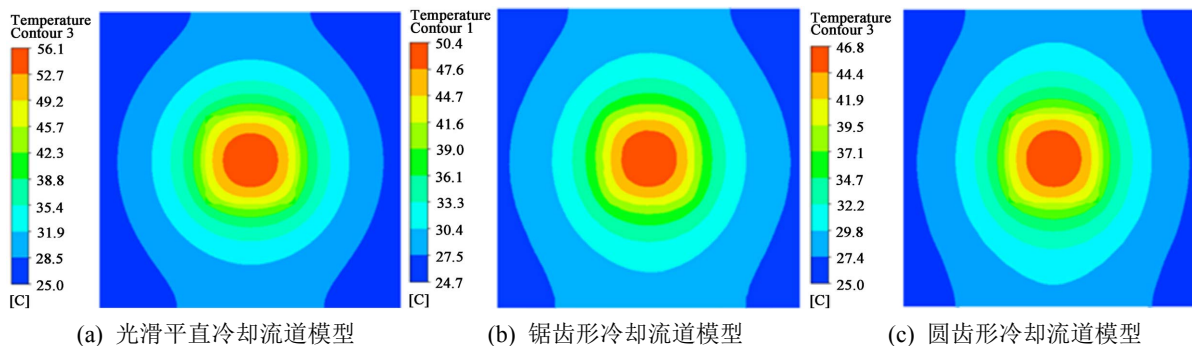 Temperature
Contour 3
56.1
52.7
49.2
45.7
42.3
38.8
35.4
31.9
28.5
25.0
[C]
(a) 光滑平直冷却流道模型
Temperature
Contour 1
50.4
47.6
44.7
41.6
39.0
36.1
33.3
30.4
27.5
24.7
[C]
(b) 锯齿形冷却流道模型
Temperature
Contour 3
46.8
44.4
41.9
39.5
37.1
34.7
32.2
29.8
27.4
25.0
[C]
(c) 圆齿形冷却流道模型